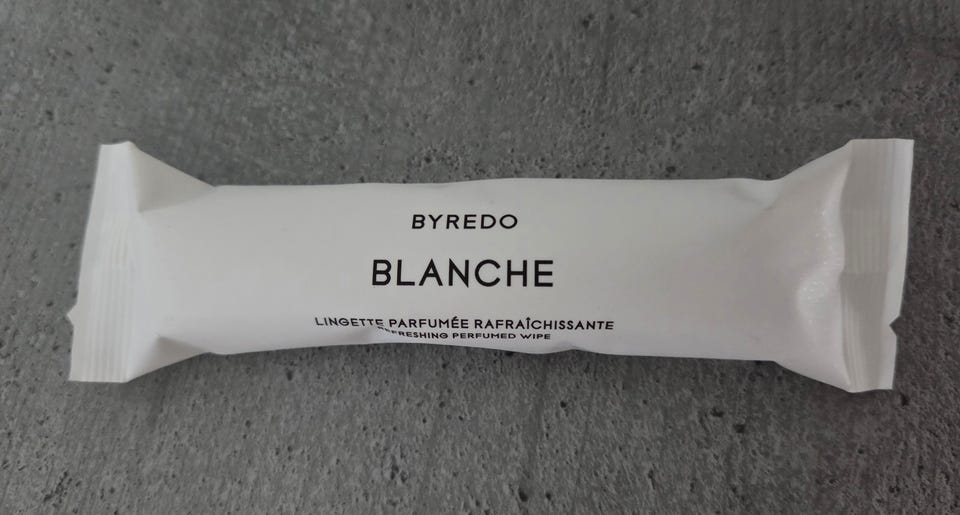 BYREDO
BLANCHE
LINGETTE PARFUMÉE RAFRAÎCHISSANTE
REFRESHING PERFUMED WIPE